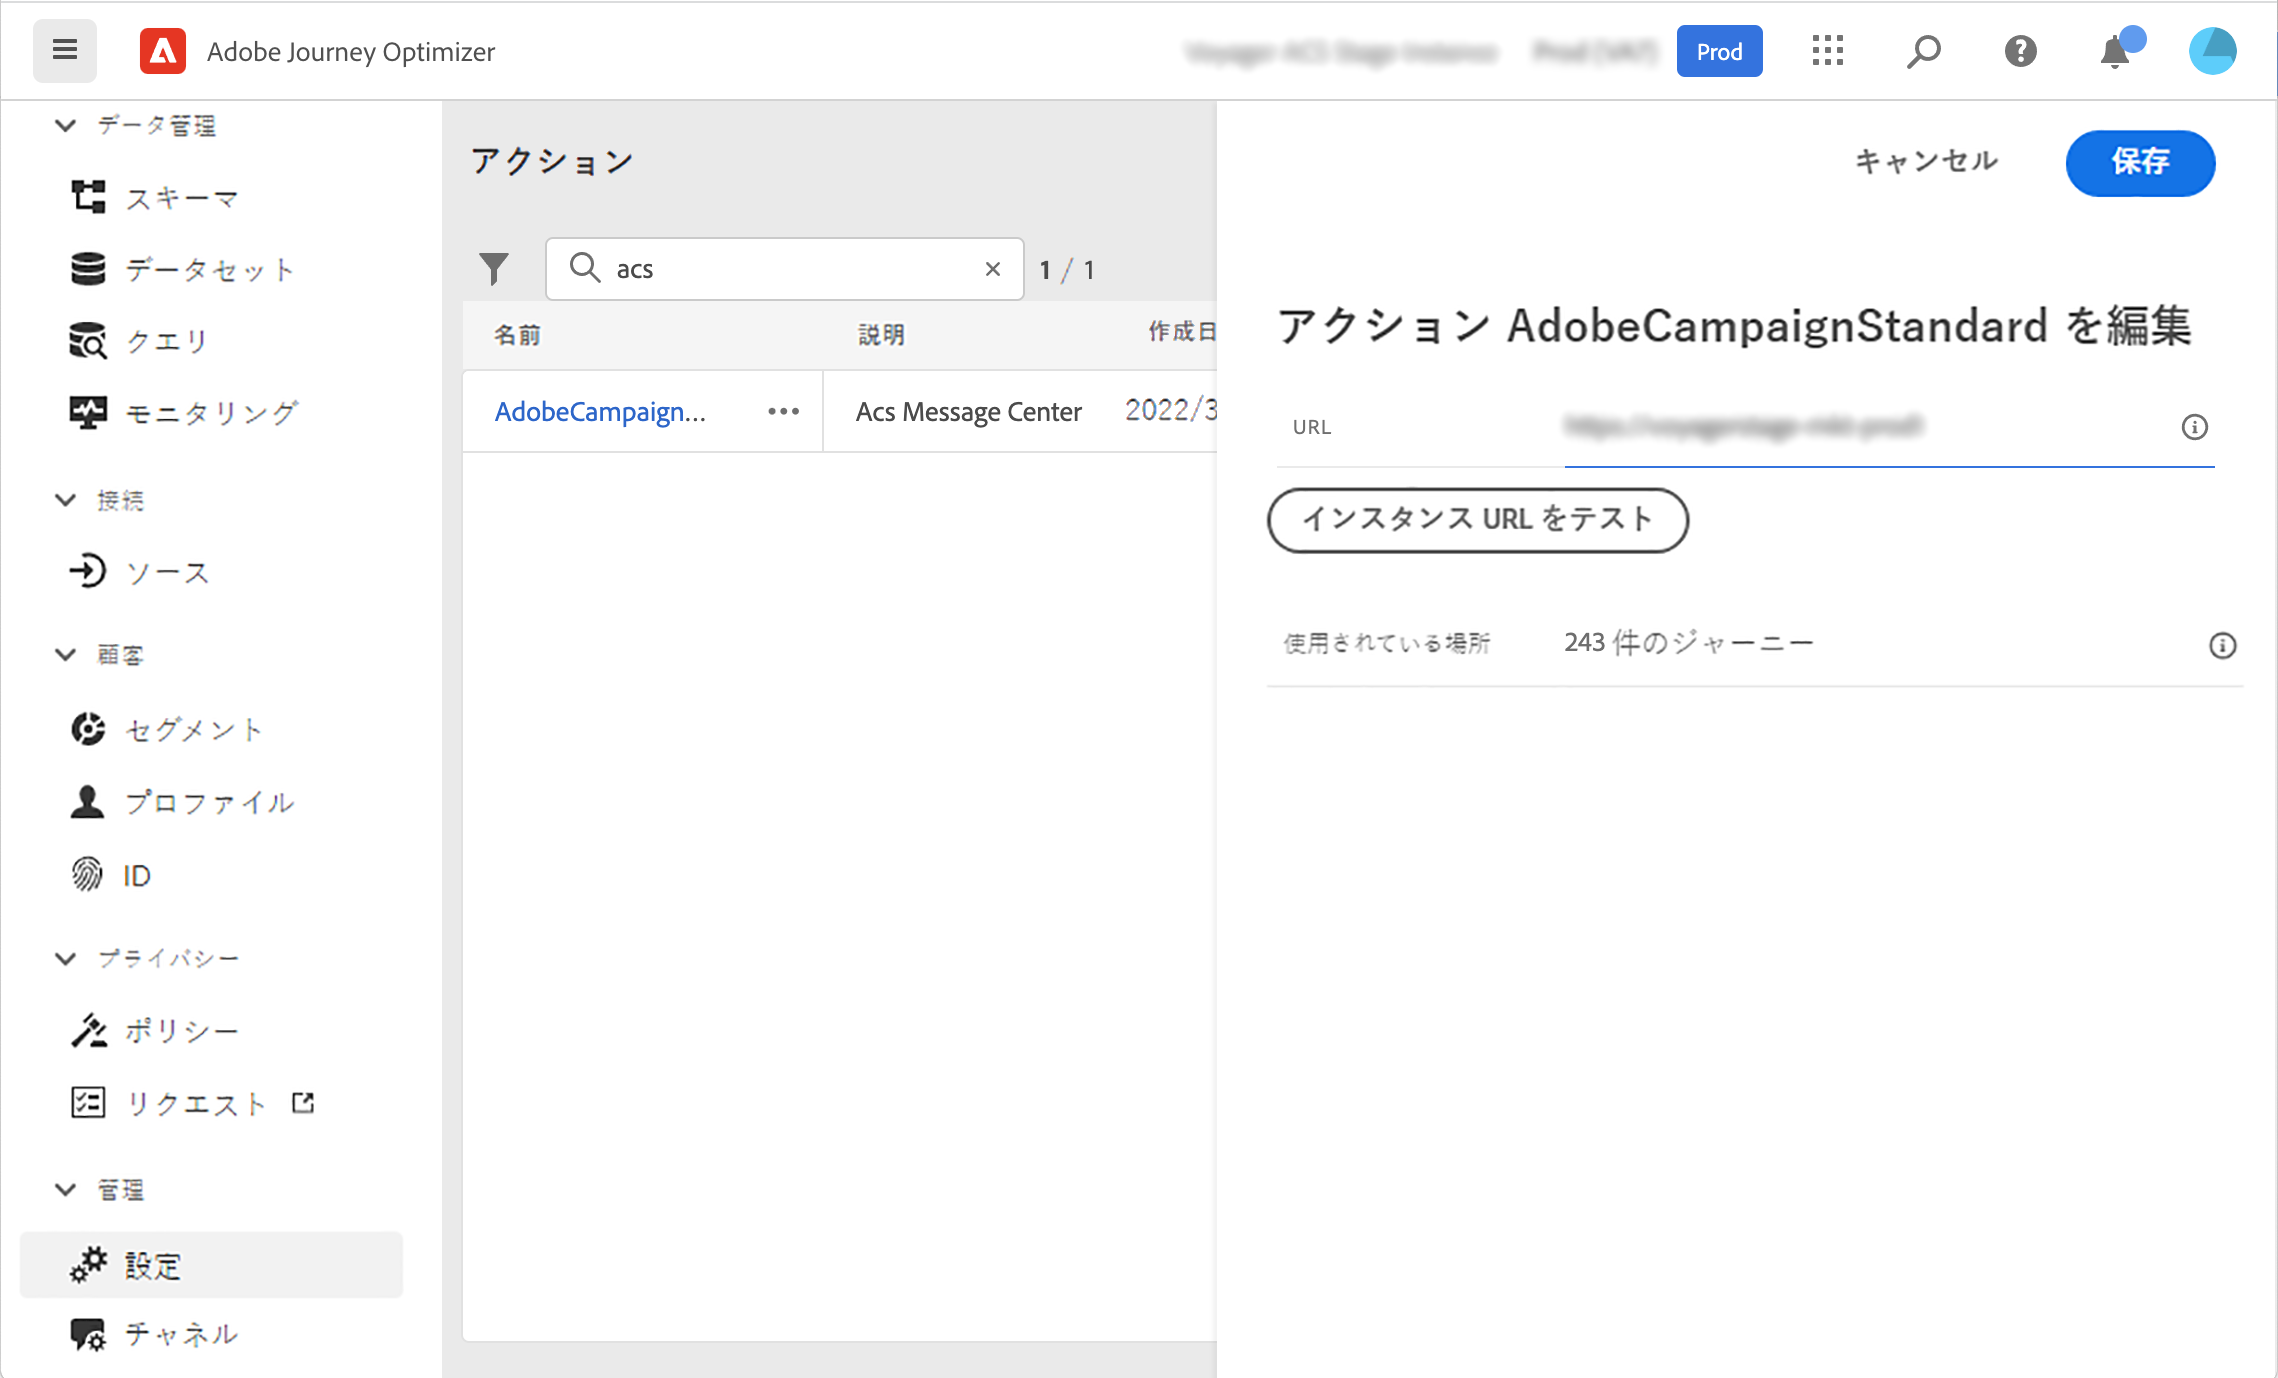 Adobe Journey Optimizer
Prod
データ管理
スキーマ
データセット
クエリ
モニタリング
接続
ソース
顧客
セグメント
プロファイル
ID
プライバシー
ポリシー
リクエスト
管理
設定
チャネル
アクション
acs
1 / 1
名前 説明 作成日
AdobeCampaign... Acs Message Center 2022/3
キャンセル 保存
アクション AdobeCampaignStandard を編集
URL
インスタンス URL をテスト
使用されている場所 243 件のジャーニー